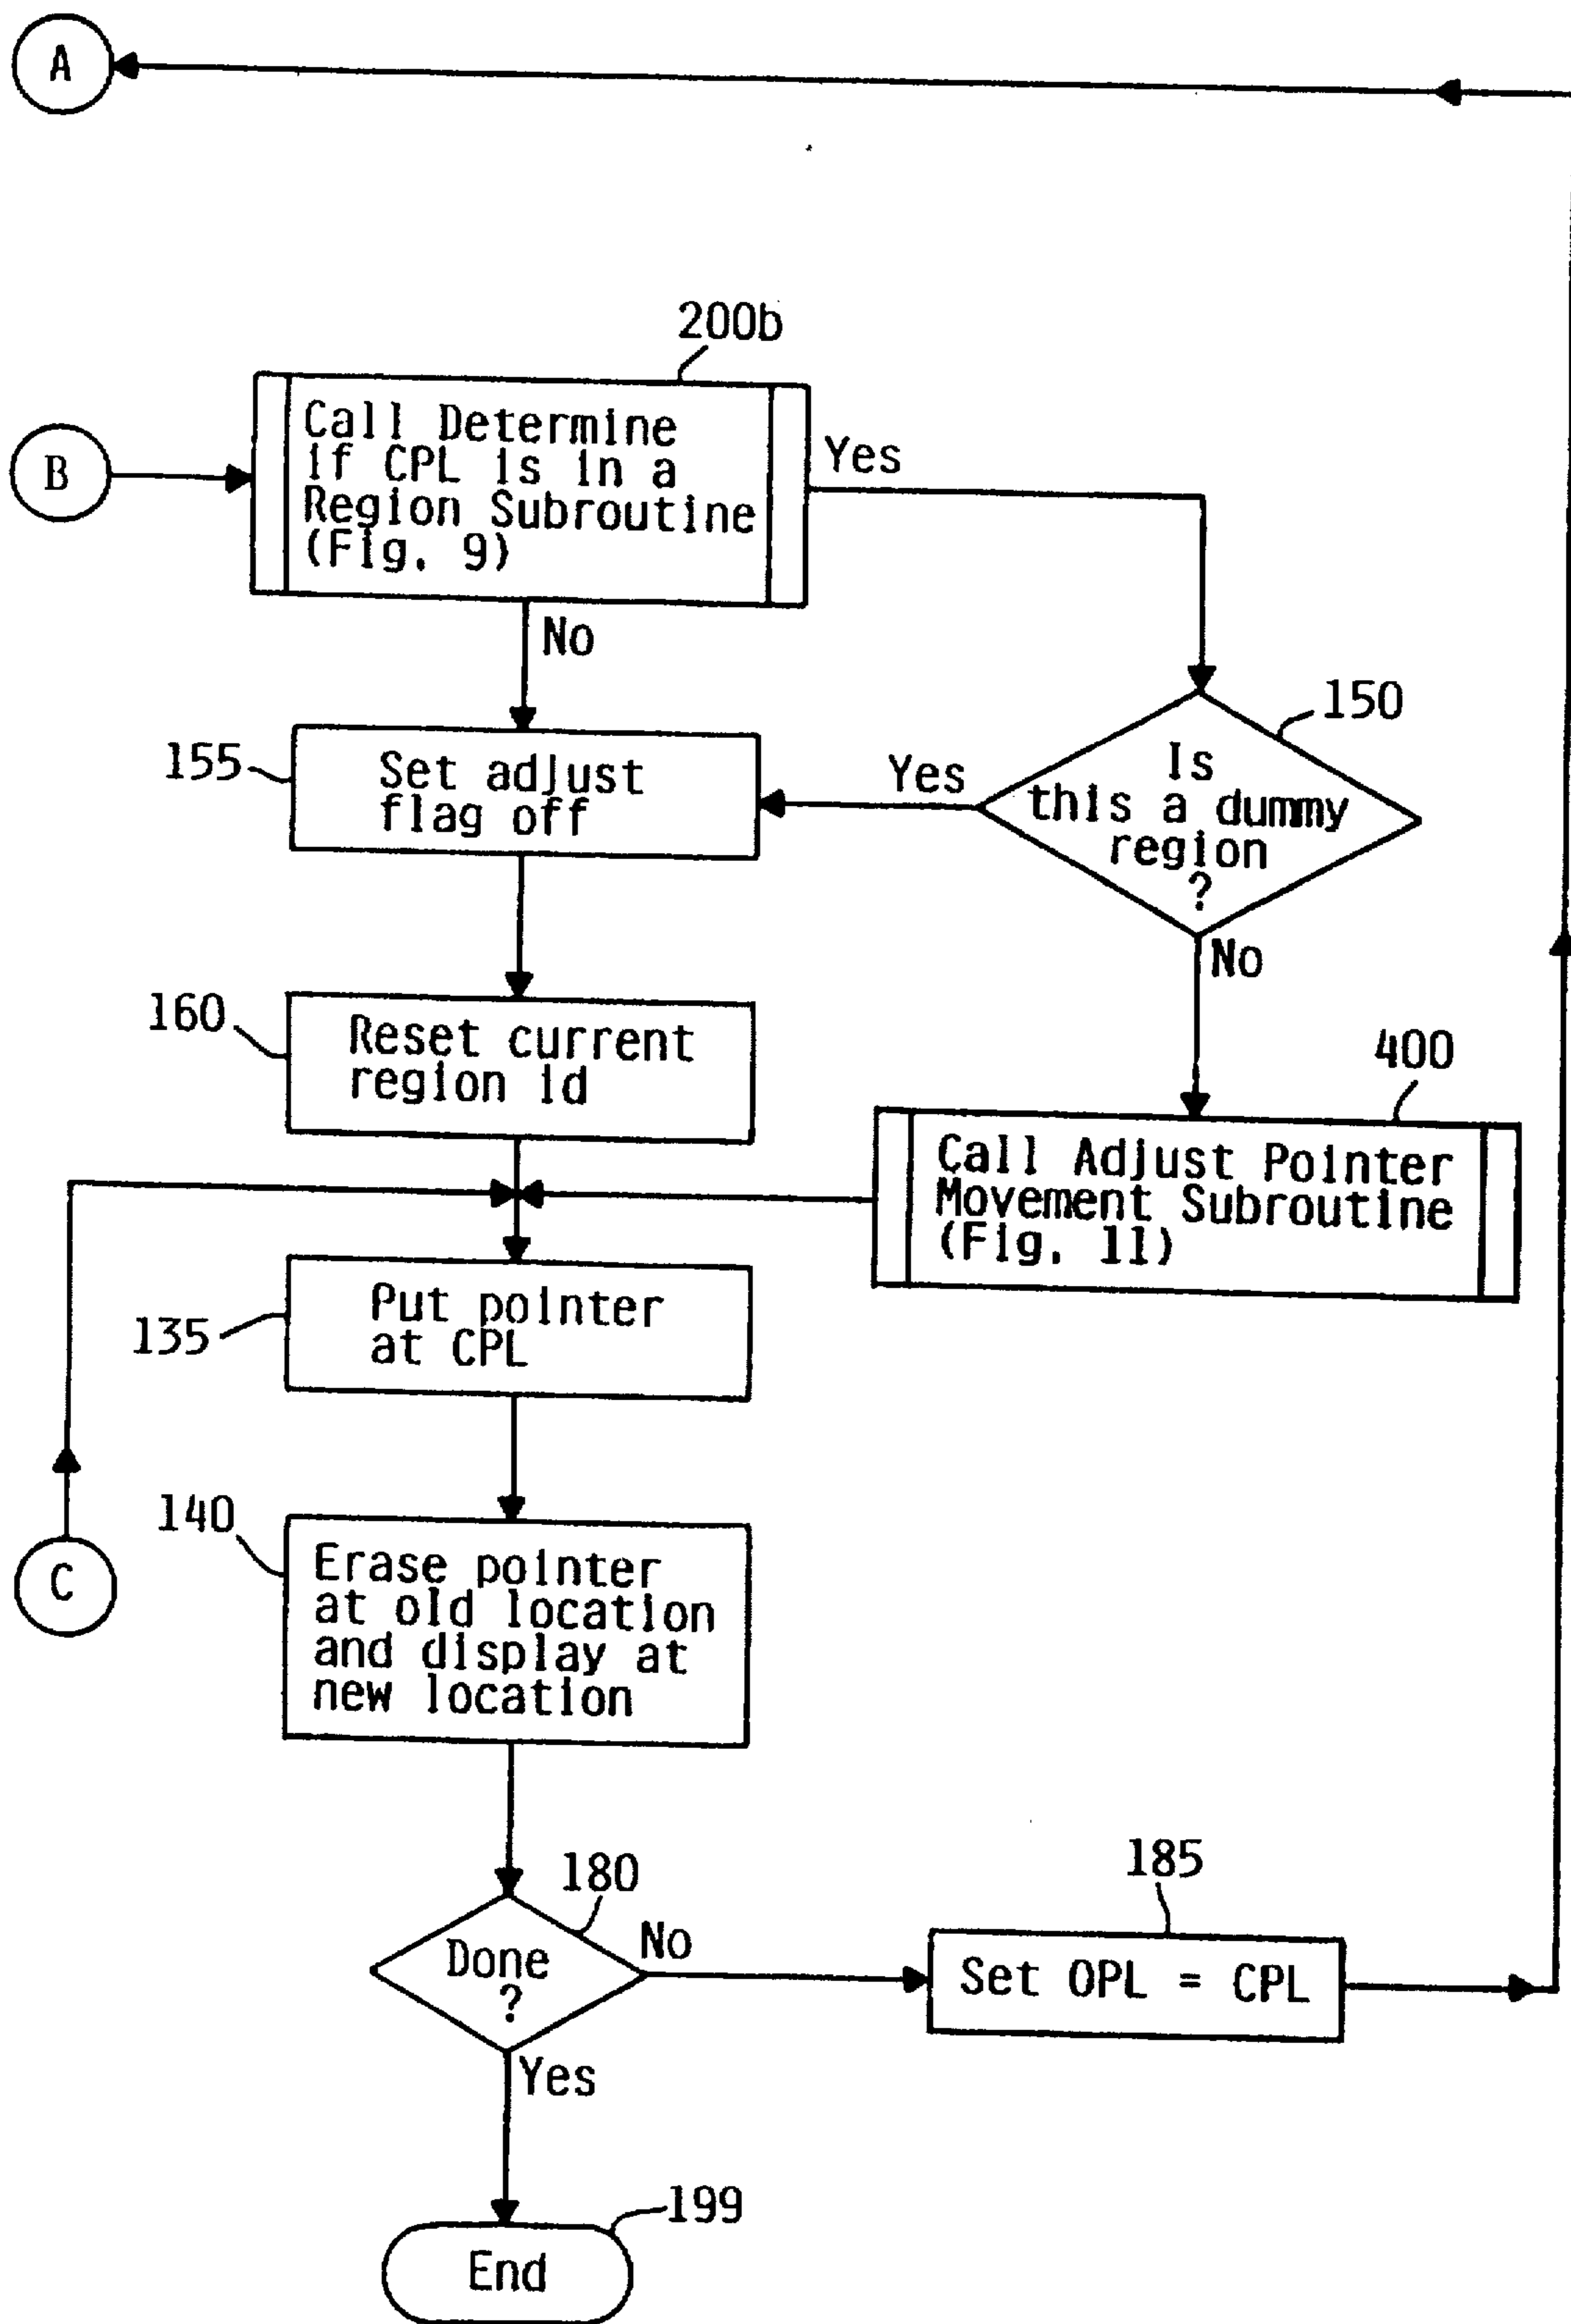 A
200b
B
Call Determine
if CPL is in a
Region Subroutine
(Fig. 9)
Yes
No
150
155
Set adjust
flag off
Yes
Is
this a dummy
region
?
No
160
Reset current
region id
400
Call Adjust Pointer
Movement Subroutine
(Fig. 11)
135
Put pointer
at CPL
140
C
Erase pointer
at old location
and display at
new location
180
185
Done
?
No
Set OPL = CPL
Yes
199
End